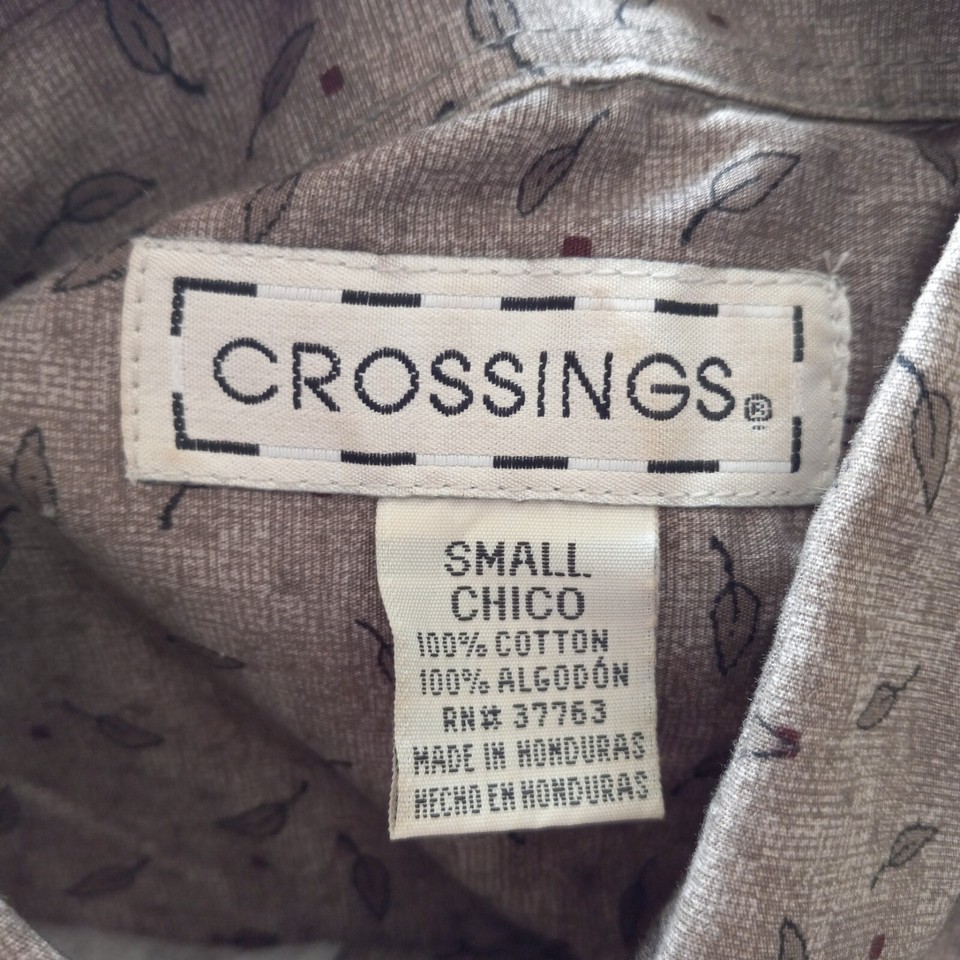 CROSSINGS®
SMALL
CHICO
100% COTTON
100% ALGODÓN
RN# 37763
MADE IN HONDURAS
HECHO EN HONDURAS